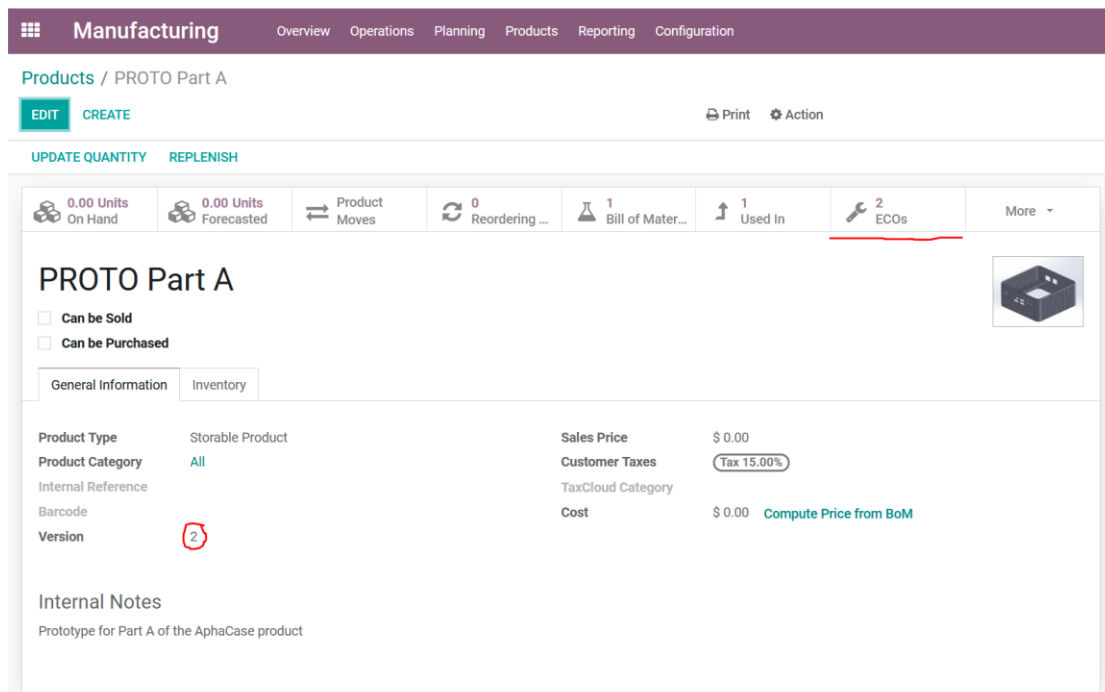 Manufacturing Overview Operations Planning Products Reporting Configuration
Products / PROTO Part A
EDIT CREATE Print Action
UPDATE QUANTITY REPLENISH
0.00 Units On Hand
0.00 Units Forecasted
Product Moves
0 Reordering ...
1 Bill of Mater...
1 Used In
2 ECOs
More
PROTO Part A
Can be Sold
Can be Purchased
General Information Inventory
Product Type Storable Product
Product Category All
Internal Reference
Barcode
Version 2
Sales Price $ 0.00
Customer Taxes Tax 15.00%
TaxCloud Category
Cost $ 0.00 Compute Price from BoM
Internal Notes
Prototype for Part A of the AphaCase product